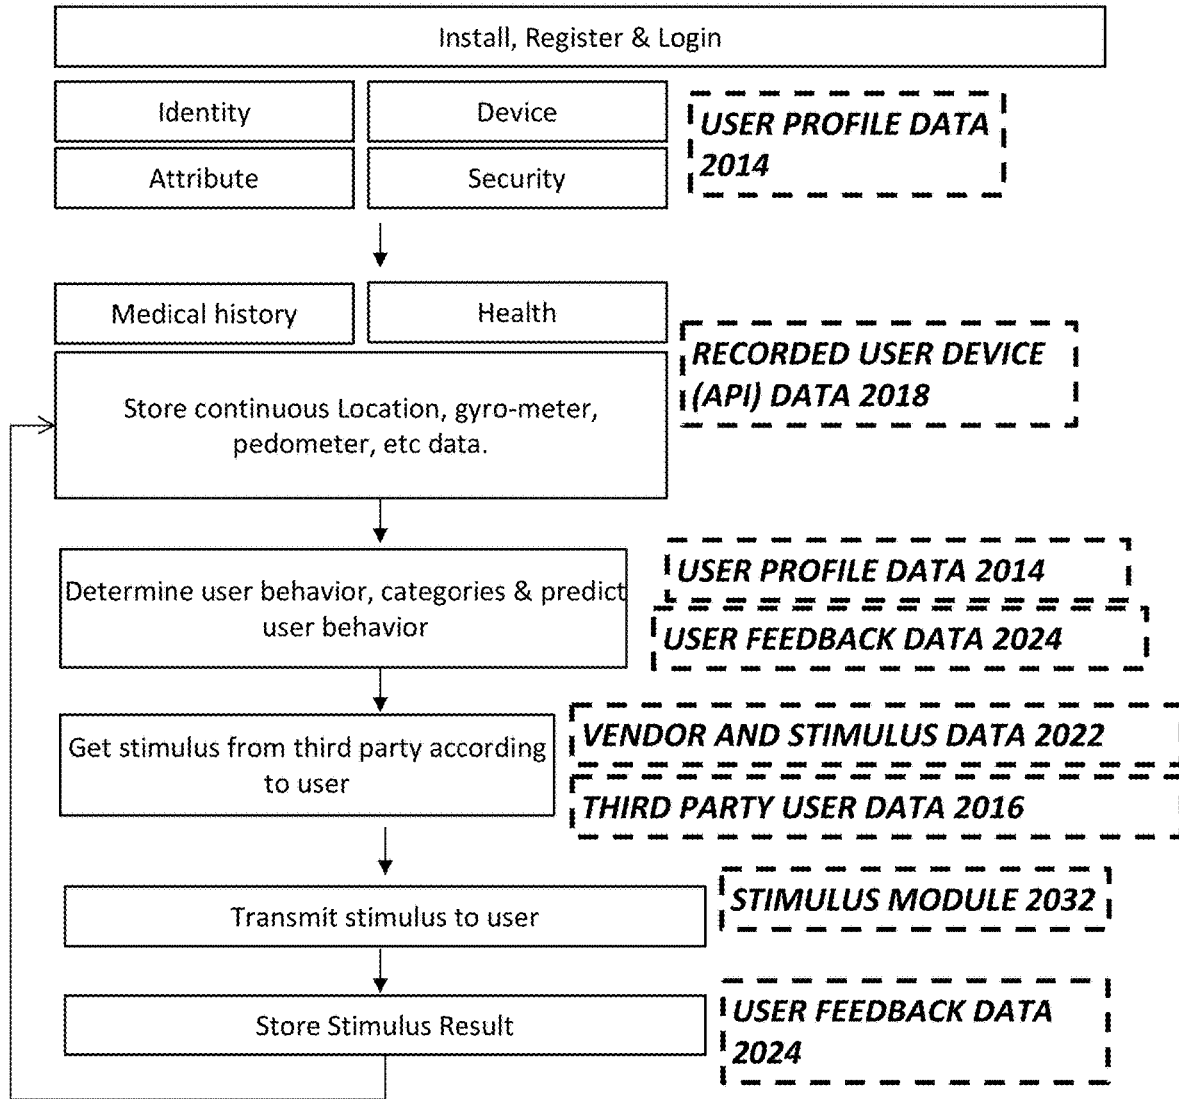 Install, Register & Login
Identity
Device
Attribute
Security
USER PROFILE DATA
2014
Medical history
Health
Store continuous Location, gyro-meter,
pedometer, etc data.
RECORDED USER DEVICE
(API) DATA 2018
Determine user behavior, categories & predict
user behavior
USER PROFILE DATA 2014
USER FEEDBACK DATA 2024
Get stimulus from third party according
to user
VENDOR AND STIMULUS DATA 2022
THIRD PARTY USER DATA 2016
Transmit stimulus to user
STIMULUS MODULE 2032
Store Stimulus Result
USER FEEDBACK DATA
2024